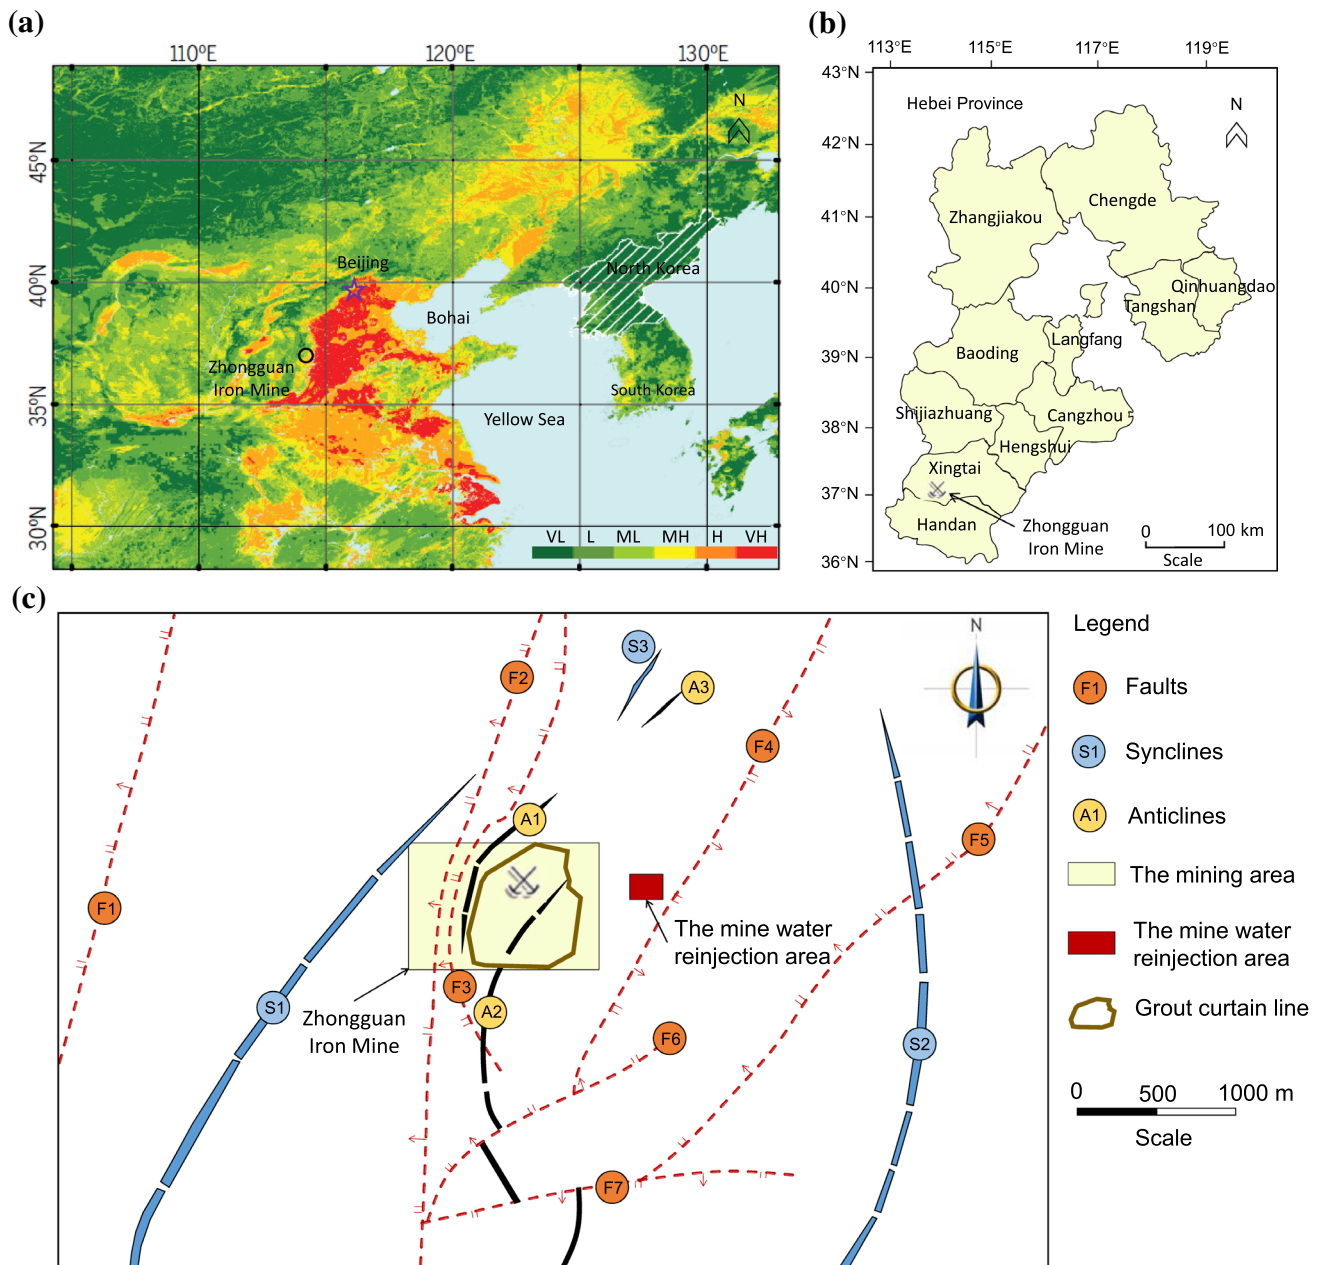 (a)
110°E
120°E
130°E
N
45°N
40°N
35°N
30°N
Beijing
North Korea
Bohai
Zhongguan
Iron Mine
South Korea
Yellow Sea
VL L ML MH H VH
(b)
113°E
115°E
117°E
119°E
43°N
42°N
41°N
40°N
39°N
38°N
37°N
36°N
Hebei Province
N
Chengde
Zhangjiakou
Qinhuangdao
Tangshan
Langfang
Baoding
Shijiazhuang
Cangzhou
Hengshui
Xingtai
Handan
Zhongguan
Iron Mine
0 100 km
Scale
(c)
S3
F2
A3
F4
A1
F5
F1
The mine water
reinjection area
F3
S1
A2
Zhongguan
Iron Mine
F6
S2
F7
N
Legend
F1 Faults
S1 Synclines
A1 Anticlines
The mining area
The mine water
reinjection area
Grout curtain line
0 500 1000 m
Scale